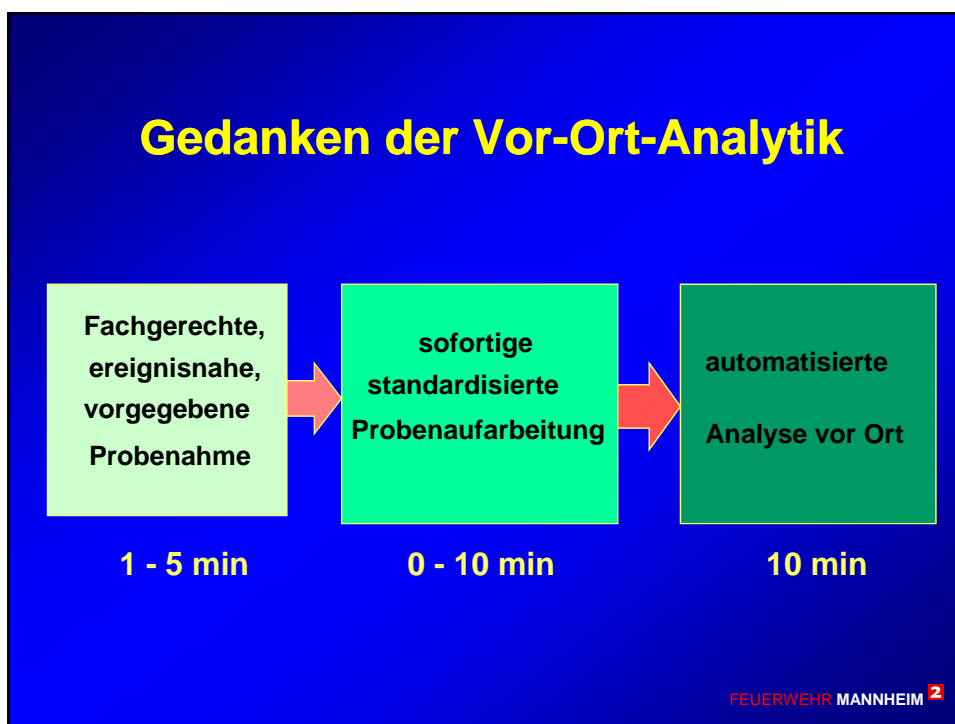 Gedanken der Vor-Ort-Analytik
Fachgerechte,
ereignisnahe,
vorgegebene
Probenahme
sofortige
standardisierte
Probenaufarbeitung
automatisierte
Analyse vor Ort
1 - 5 min
0 - 10 min
10 min
FEUERWEHR MANNHEIM 2